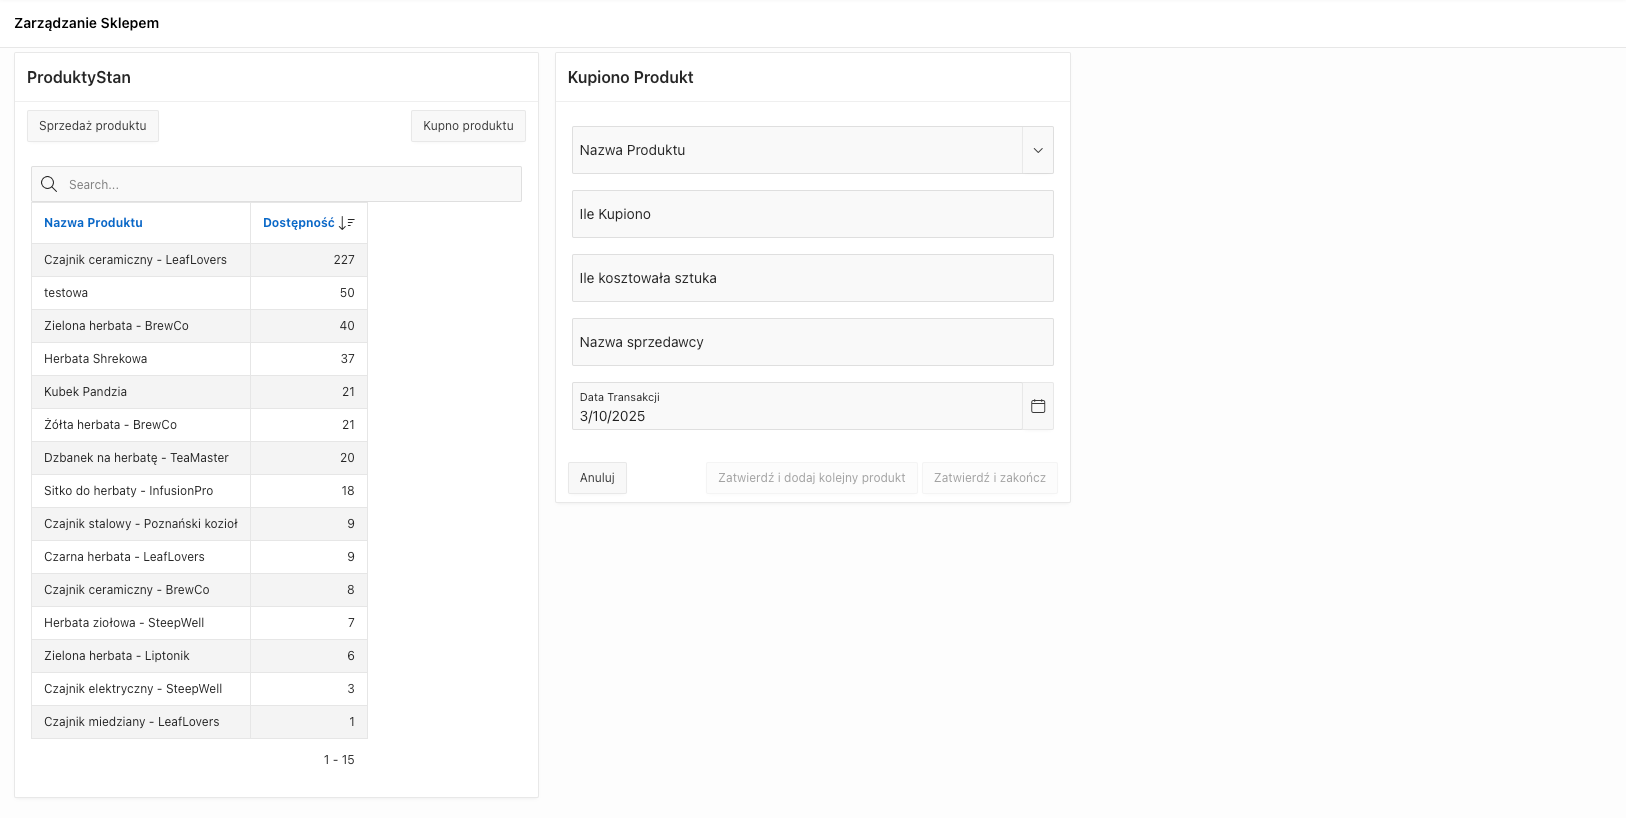 Zarządzanie Sklepem
ProduktyStan
Sprzedaż produktu
Kupno produktu
Search...
Nazwa Produktu Dostępność
Czajnik ceramiczny - LeafLovers 227
testowa 50
Zielona herbata - BrewCo 40
Herbata Shrekowa 37
Kubek Pandzia 21
Żółta herbata - BrewCo 21
Dzbanek na herbatę - TeaMaster 20
Sitko do herbaty - InfusionPro 18
Czajnik stalowy - Poznański kozioł 9
Czarna herbata - LeafLovers 9
Czajnik ceramiczny - BrewCo 8
Herbata ziołowa - SteepWell 7
Zielona herbata - Liptonik 6
Czajnik elektryczny - SteepWell 3
Czajnik miedziany - LeafLovers 1
1 - 15
Kupiono Produkt
Nazwa Produktu
Ile Kupiono
Ile kosztowała sztuka
Nazwa sprzedawcy
Data Transakcji
3/10/2025
Anuluj
Zatwierdź i dodaj kolejny produkt
Zatwierdź i zakończ